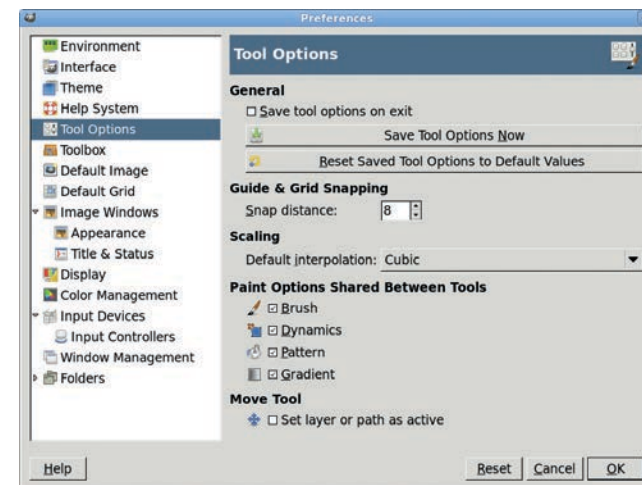 Preferences
Environment
Interface
Theme
Help System
Tool Options
Toolbox
Default Image
Default Grid
Image Windows
Appearance
Title & Status
Display
Color Management
Input Devices
Input Controllers
Window Management
Folders
Tool Options
General
Save tool options on exit
Save Tool Options Now
Reset Saved Tool Options to Default Values
Guide & Grid Snapping
Snap distance: 8
Scaling
Default interpolation: Cubic
Paint Options Shared Between Tools
Brush
Dynamics
Pattern
Gradient
Move Tool
Set layer or path as active
Help Reset Cancel OK